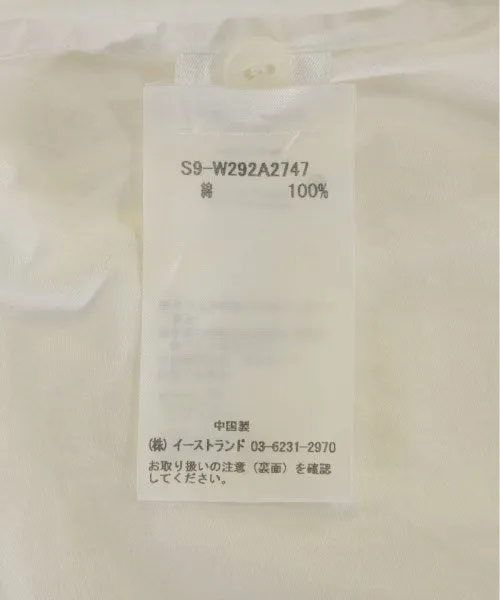 S9-W292A2747
綿 100%
中国製
(株) イーストランド 03-6231-2970
お取り扱いの注意 (裏面) を確認
してください。